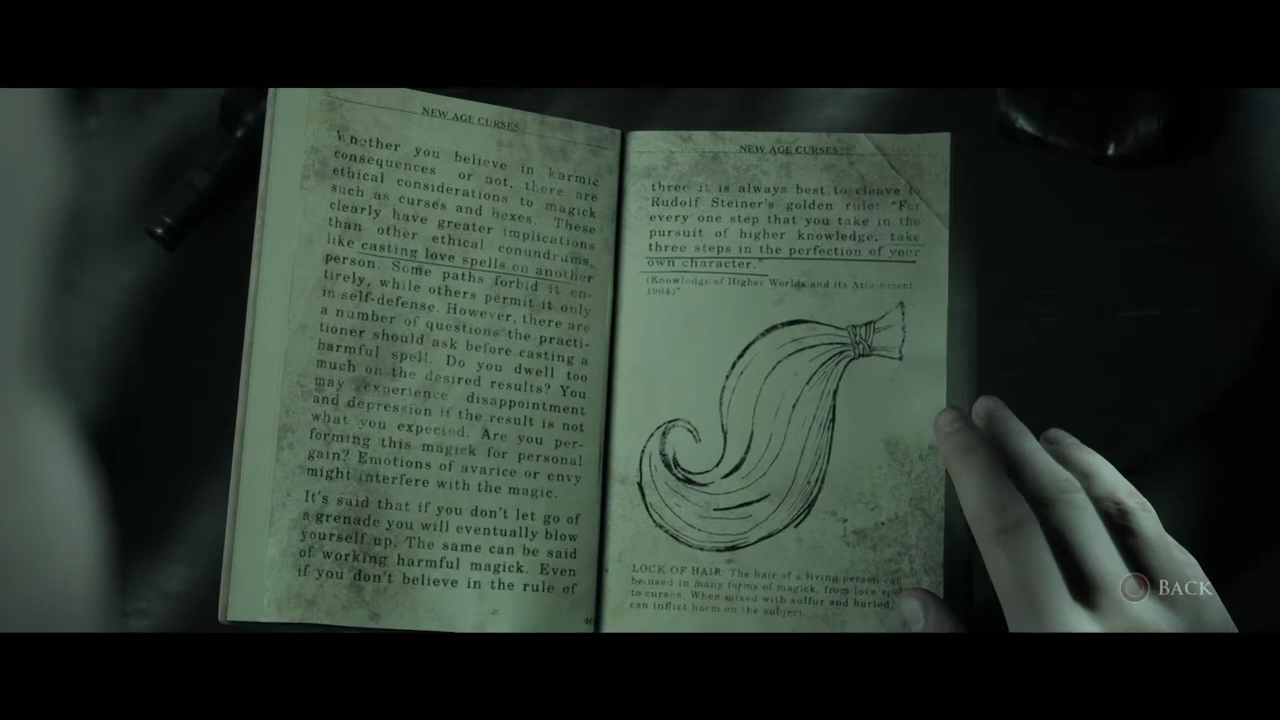 NEW AGE CURSES
Whether you believe in karmic
consequences or not, there are
ethical considerations to magick
such as curses and hexes. These
clearly have greater implications
than other ethical conundrums,
like casting love spells on another
person. Some paths forbid it en-
tirely, while others permit it only
in self-defense. However, there are
a number of questions the practi-
tioner should ask before casting a
harmful spell. Do you dwell too
much on the desired results? You
may experience disappointment
and depression if the result is not
what you expected. Are you per-
forming this magick for personal
gain? Emotions of avarice or envy
might interfere with the magic.
It's said that if you don't let go of
a grenade you will eventually blow
yourself up. The same can be said
of working harmful magick. Even
if you don't believe in the rule of
NEW AGE CURSES
three it is always best to cleave to
Rudolf Steiner's golden rule: "For
every one step that you take in the
pursuit of higher knowledge, take
three steps in the perfection of your
own character."
(Knowledge of Higher Worlds and its Attainment
1904)"
LOCK OF HAIR: The hair of a living person can
be used in many forms of magick, from love
to curses. When mixed with sulfur and buried,
can inflict harm on the subject.
BACK